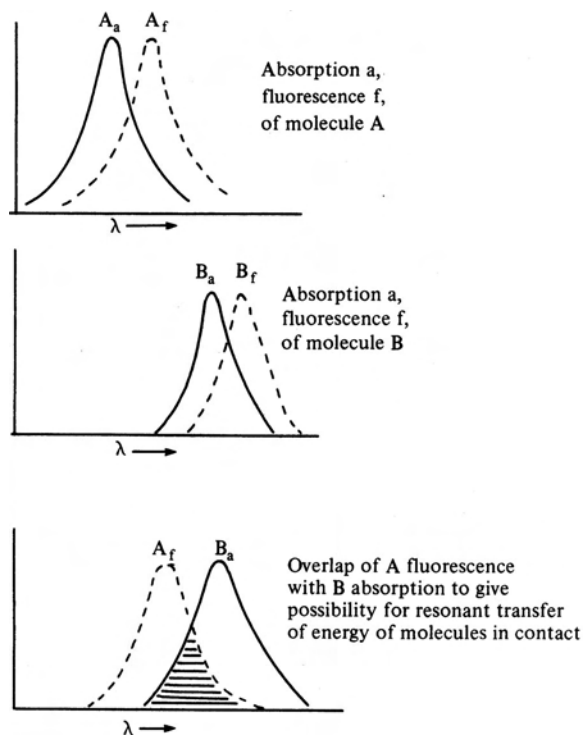 A_a A_f
Absorption a,
fluorescence f,
of molecule A
λ →
B_a B_f
Absorption a,
fluorescence f,
of molecule B
λ →
A_f B_a
Overlap of A fluorescence
with B absorption to give
possibility for resonant transfer
of energy of molecules in contact
λ →